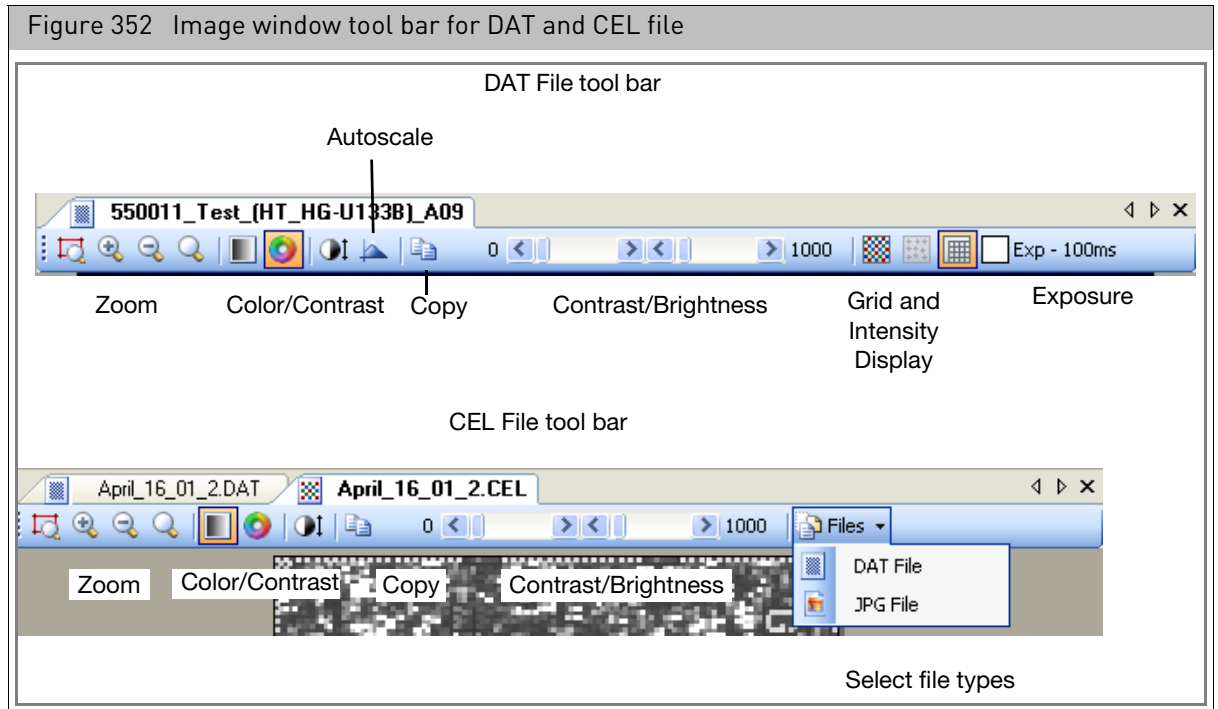 Figure 352 Image window tool bar for DAT and CEL file
DAT File tool bar
Autoscale
550011_Test_(HT_HG-U133B)_A09
0 1000 Exp - 100ms
Zoom Color/Contrast Copy Contrast/Brightness Grid and Intensity Display Exposure
CEL File tool bar
April_16_01_2.DAT April_16_01_2.CEL
0 1000 Files
DAT File
JPG File
Zoom Color/Contrast Copy Contrast/Brightness
Select file types